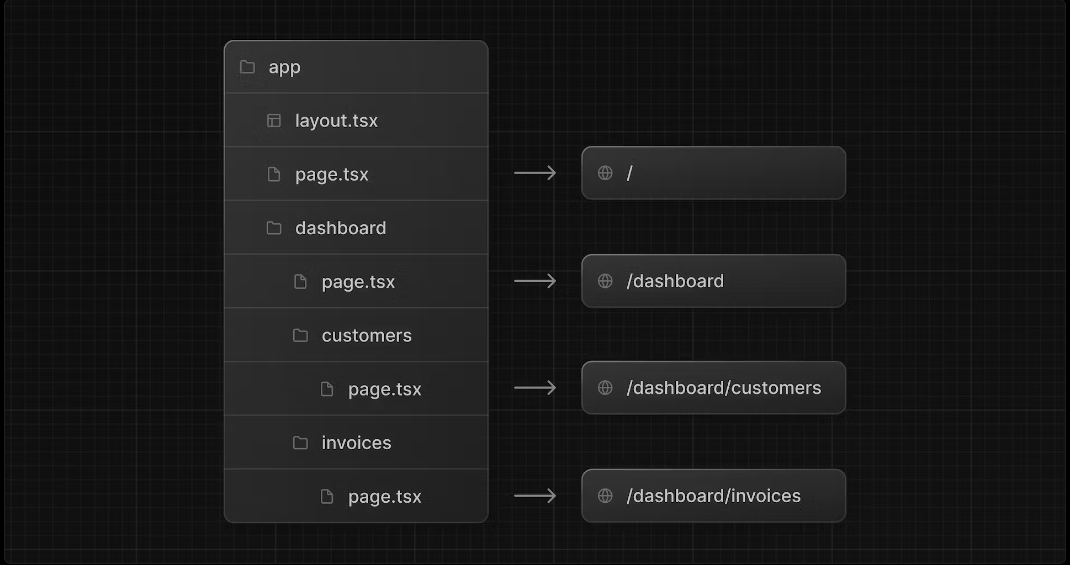 app
layout.tsx
page.tsx
/
dashboard
page.tsx
/dashboard
customers
page.tsx
/dashboard/customers
invoices
page.tsx
/dashboard/invoices